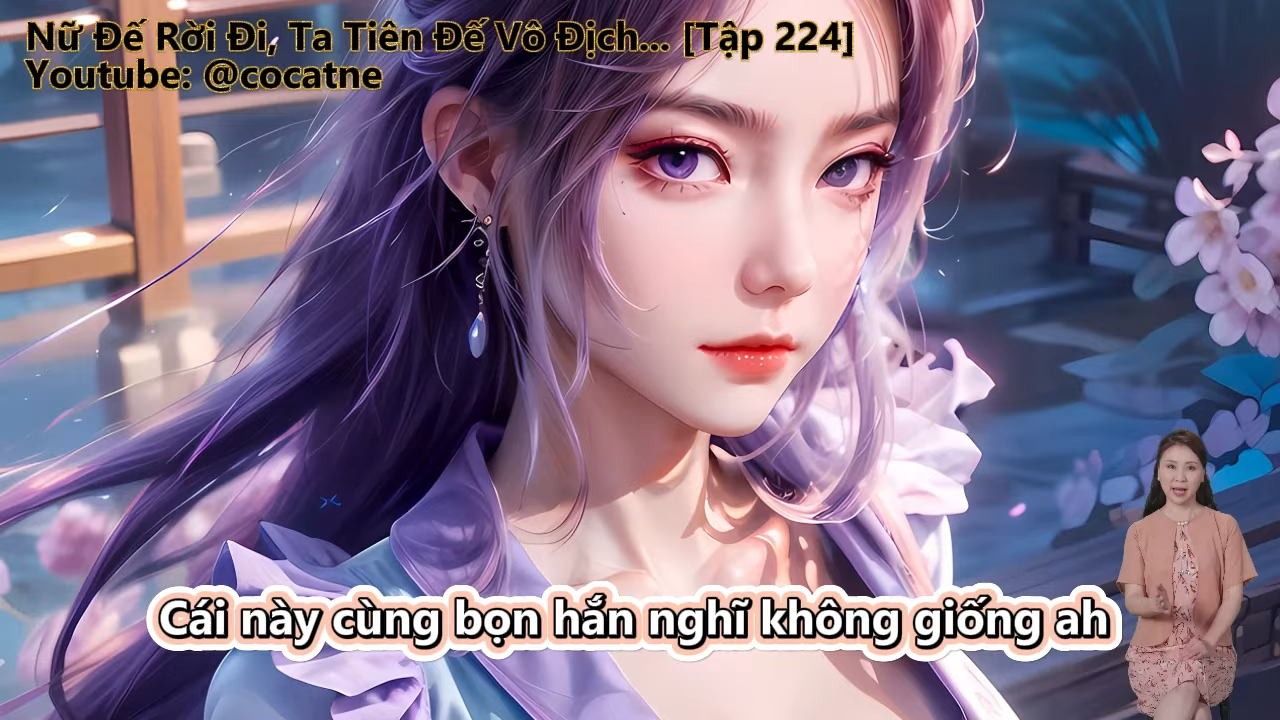 Nữ Đế Rời Đi, Ta Tiên Đế Vô Địch... [Tập 224]
Youtube: @cocatne
Cái này cùng bọn hắn nghĩ không giống ah